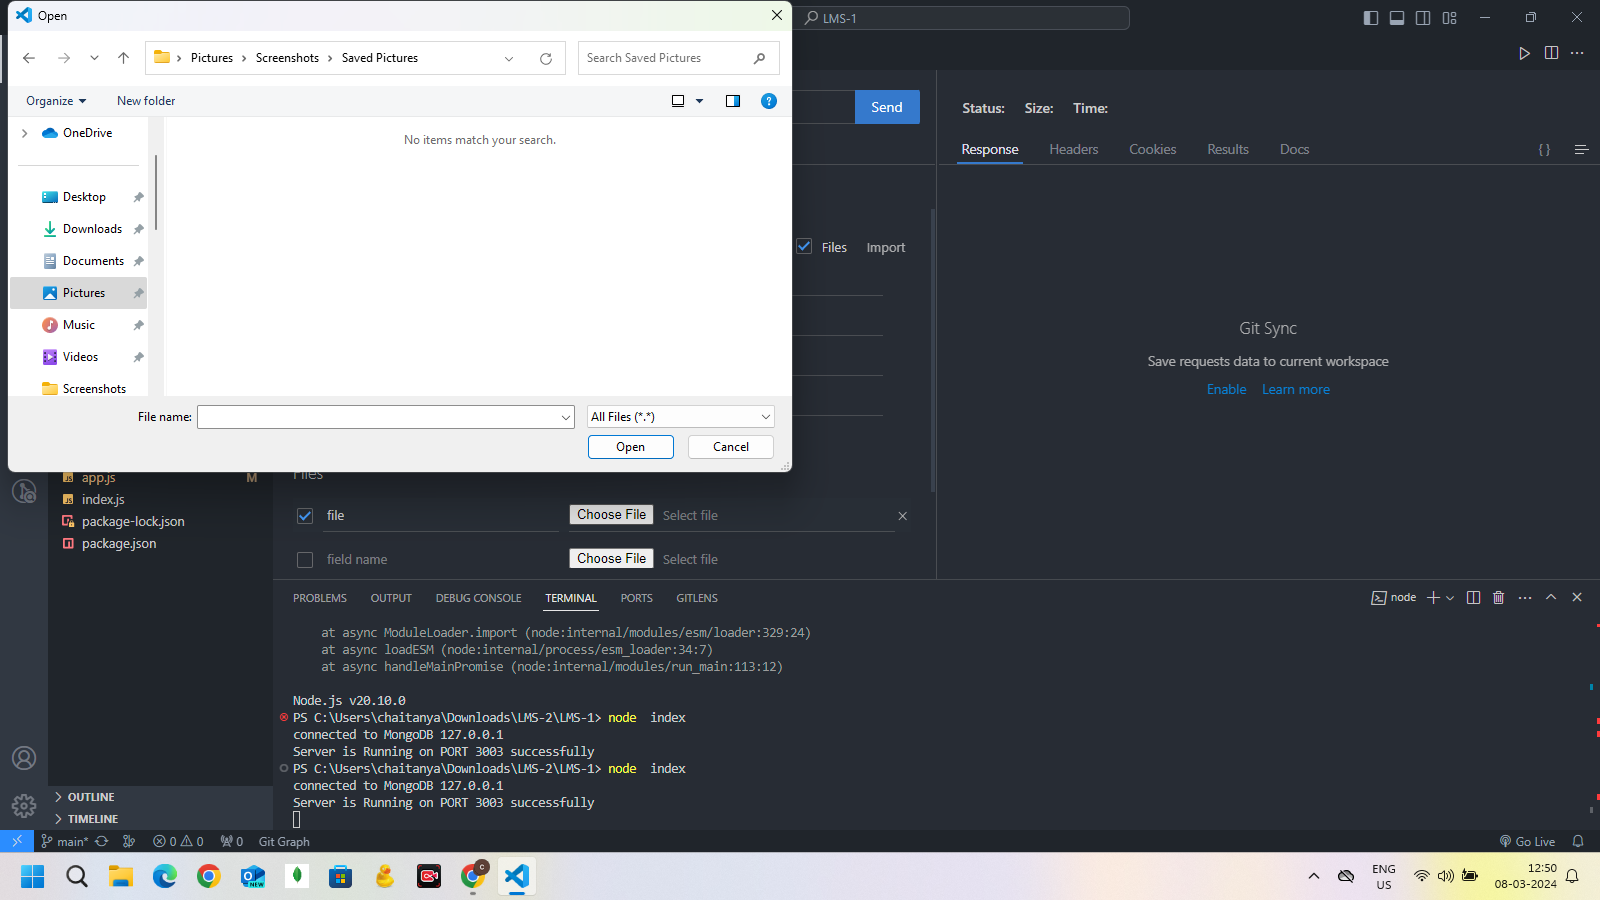 Open
LMS-1
Pictures > Screenshots > Saved Pictures
Search Saved Pictures
Organize
New folder
OneDrive
Desktop
Downloads
Documents
Pictures
Music
Videos
Screenshots
No items match your search.
File name:
All Files (*.*)
Open
Cancel
Send
Files
Import
Status:
Size:
Time:
Response
Headers
Cookies
Results
Docs
{ }
Git Sync
Save requests data to current workspace
Enable
Learn more
app.js
M
index.js
package-lock.json
package.json
OUTLINE
TIMELINE
Files
file
Choose File
Select file
field name
Choose File
Select file
PROBLEMS
OUTPUT
DEBUG CONSOLE
TERMINAL
PORTS
GITLENS
node
at async ModuleLoader.import (node:internal/modules/esm/loader:329:24)
at async loadESM (node:internal/process/esm_loader:34:7)
at async handleMainPromise (node:internal/modules/run_main:113:12)
Node.js v20.10.0
PS C:\Users\chaitanya\Downloads\LMS-2\LMS-1> node  index
connected to MongoDB 127.0.0.1
Server is Running on PORT 3003 successfully
PS C:\Users\chaitanya\Downloads\LMS-2\LMS-1> node  index
connected to MongoDB 127.0.0.1
Server is Running on PORT 3003 successfully
main*
0
0
0
Git Graph
Go Live
NEW
C
ENG
US
12:50
08-03-2024